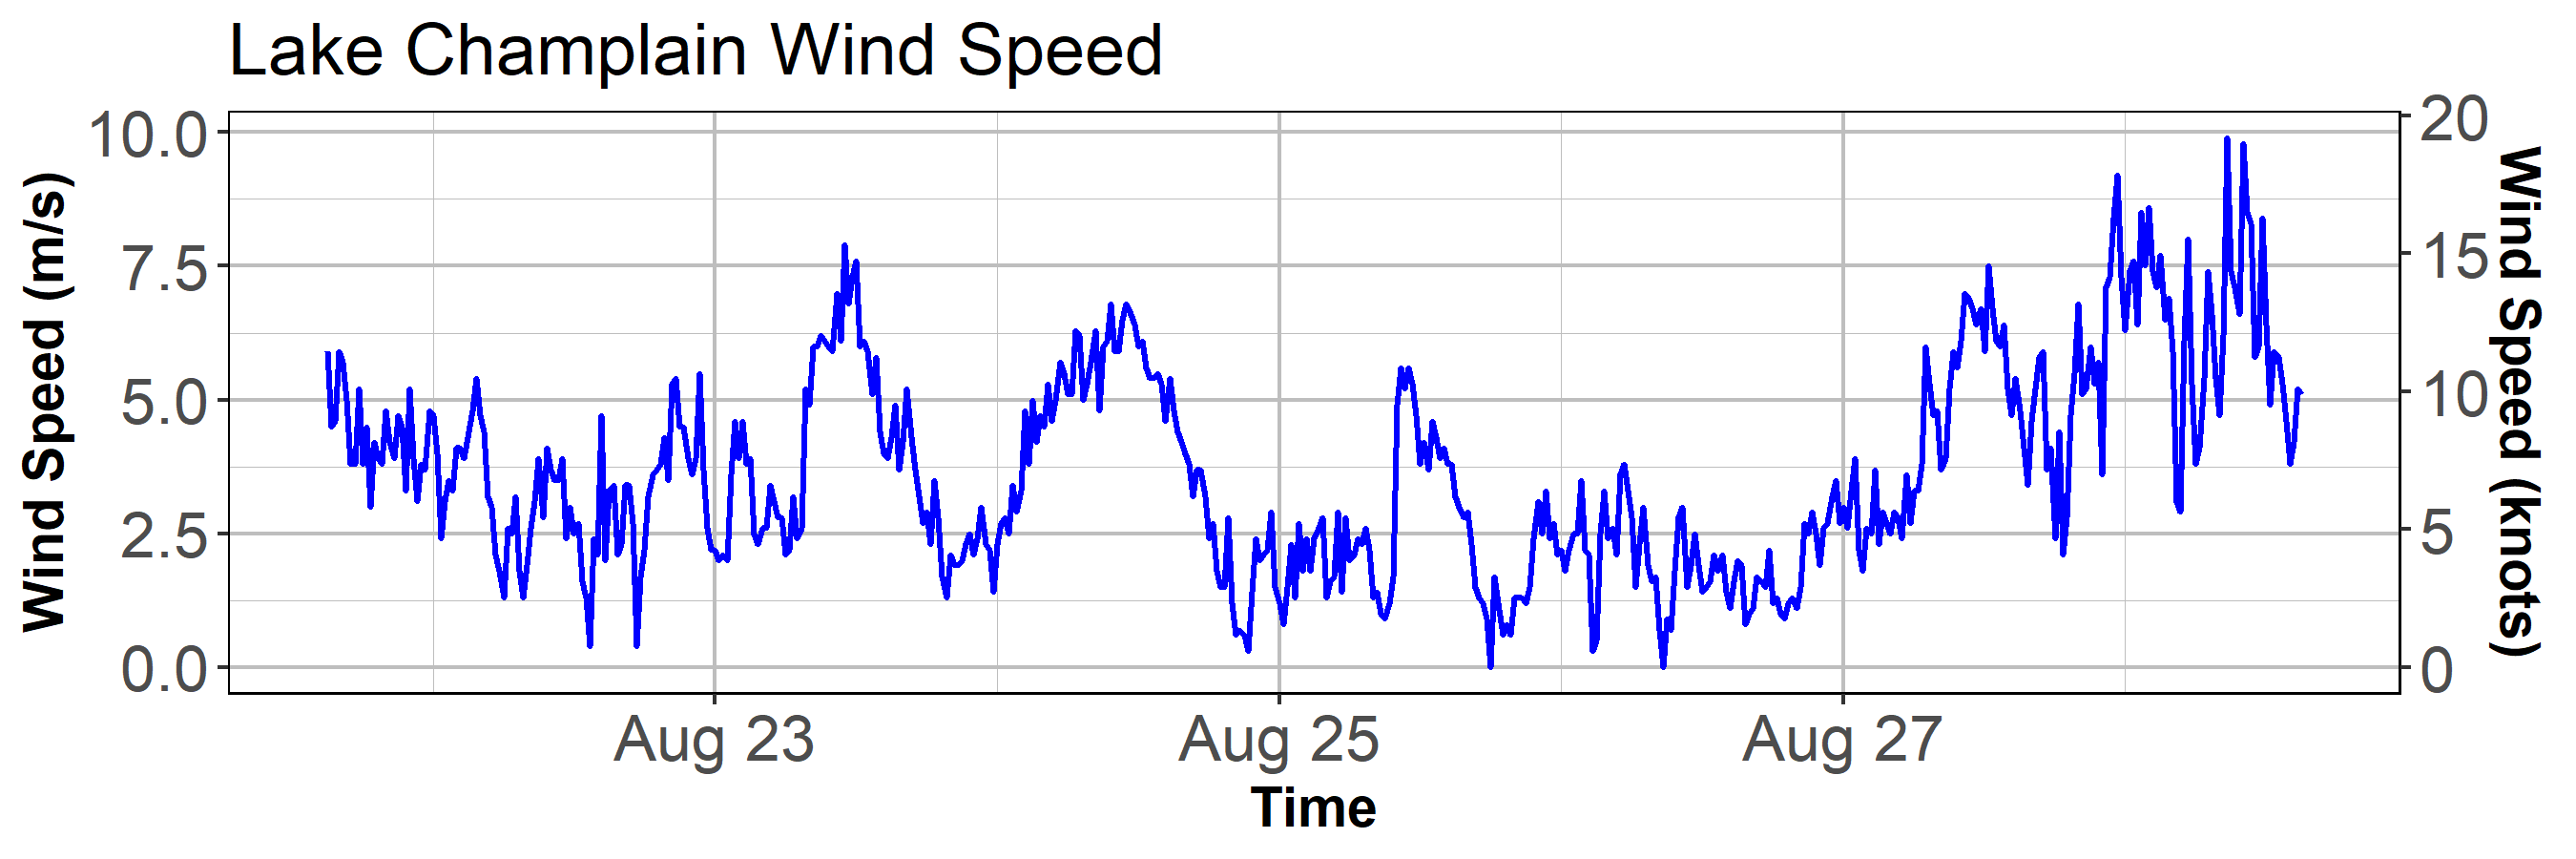 Lake Champlain Wind Speed
10.0
7.5
5.0
2.5
0.0
Wind Speed (m/s)
20
15
10
5
0
Wind Speed (knots)
Aug 23
Aug 25
Aug 27
Time